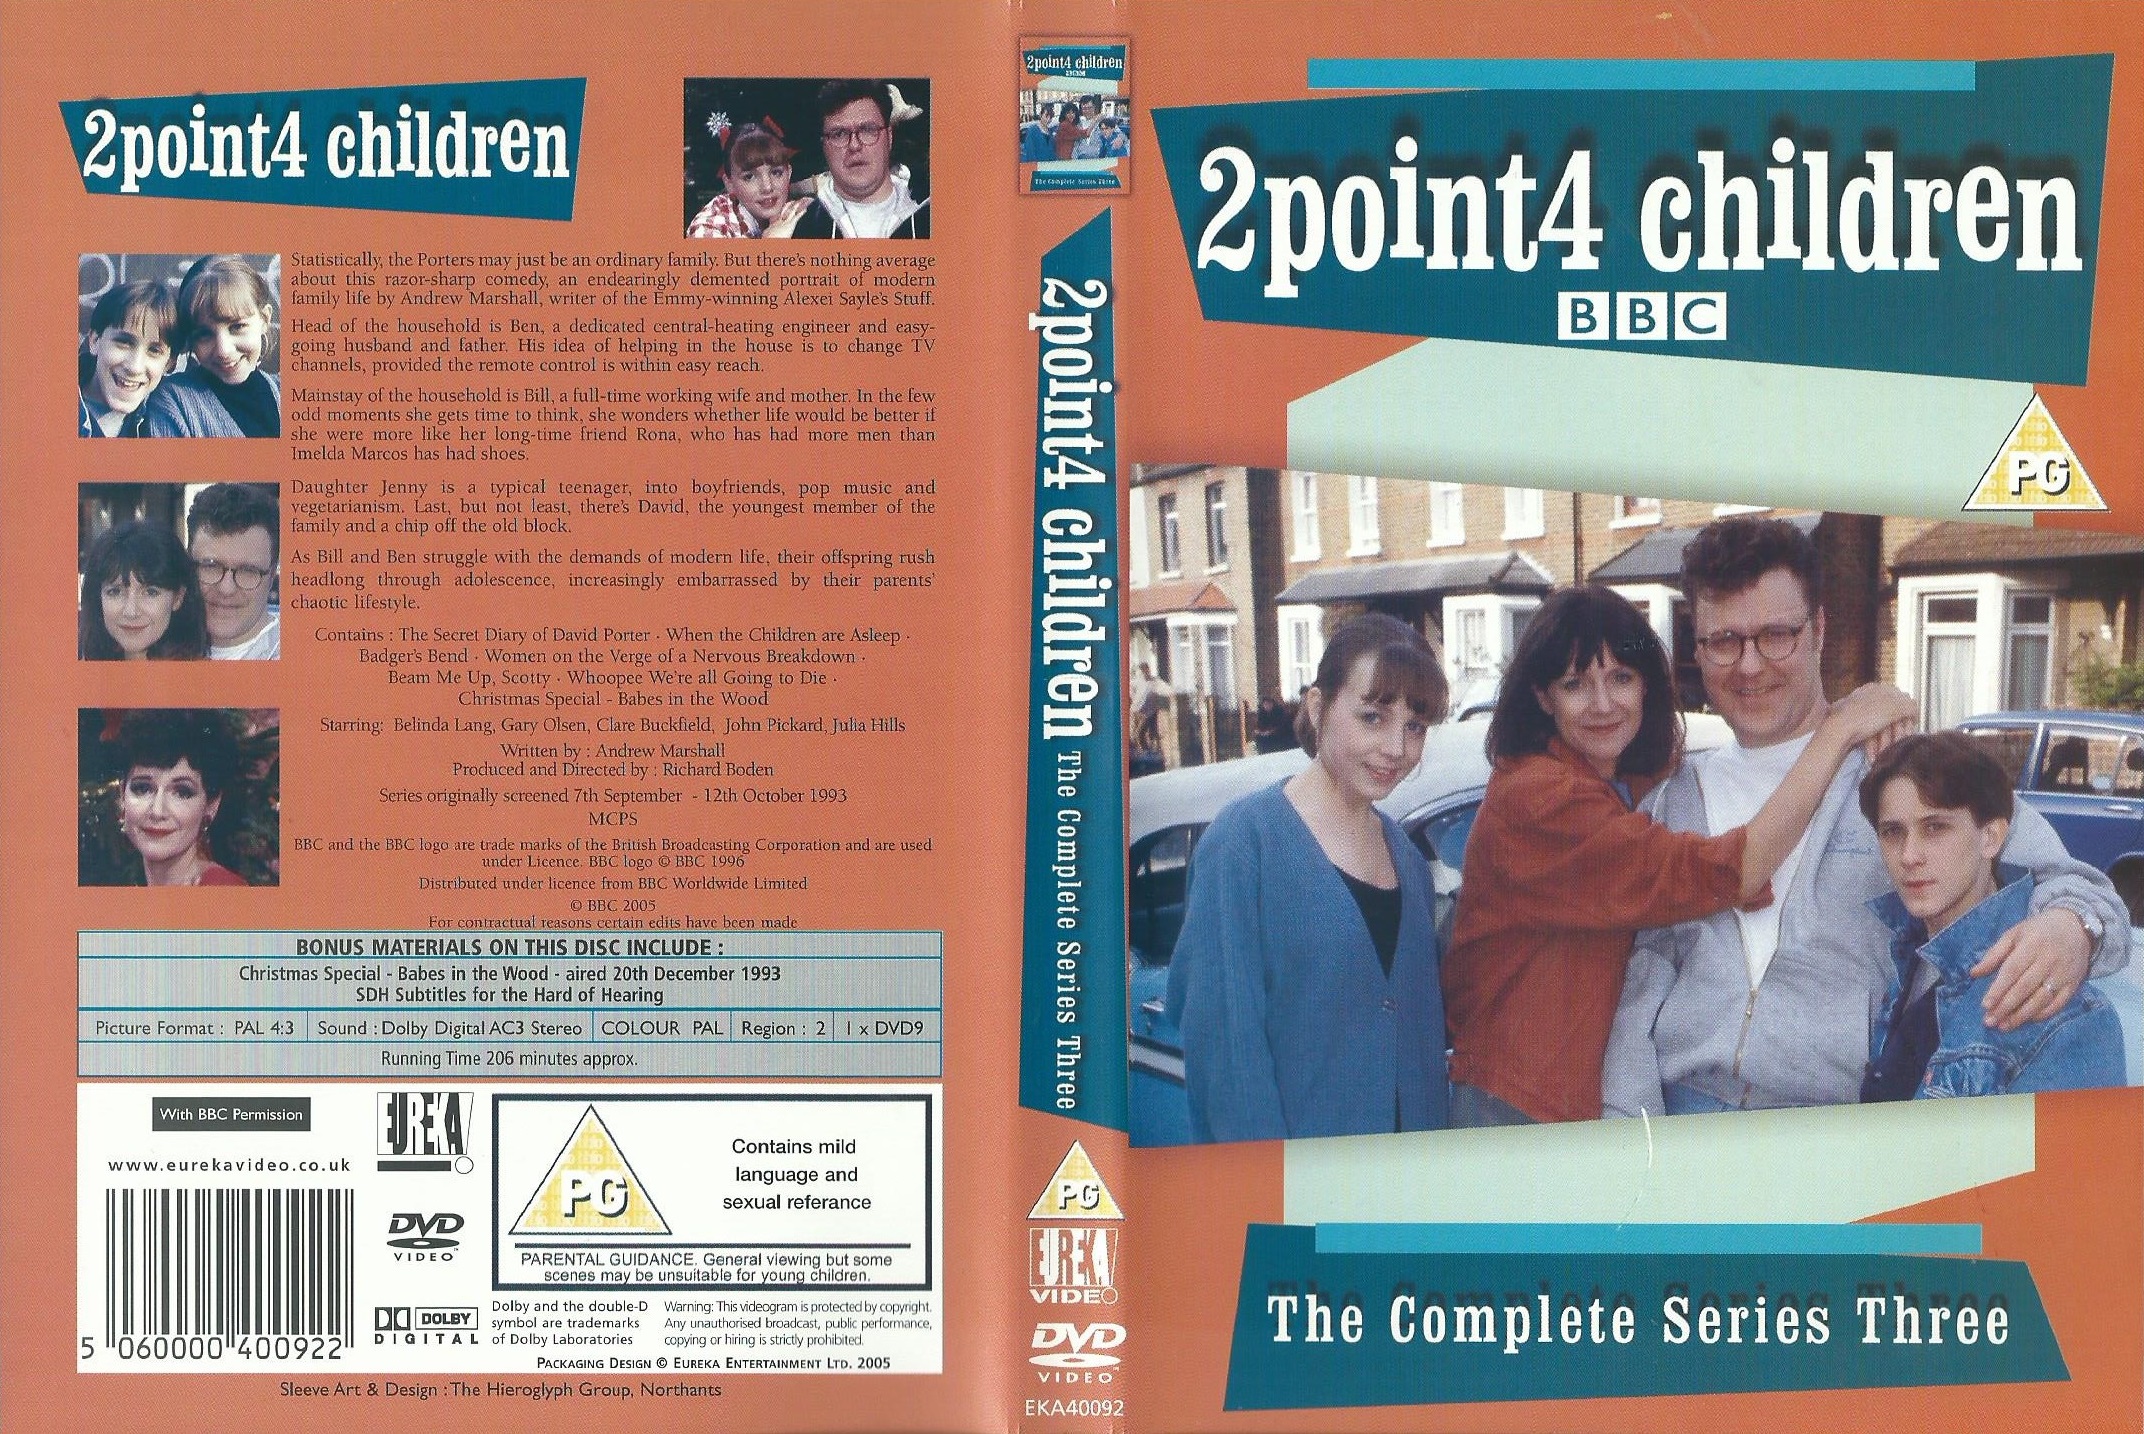 2point4 children
Statistically, the Porters may just be an ordinary family. But there's nothing average
about this razor-sharp comedy, an endearingly demented portrait of modern
family life by Andrew Marshall, writer of the Emmy-winning Alexei Sayle's Stuff.
Head of the household is Ben, a dedicated central-heating engineer and easy-
going husband and father. His idea of helping in the house is to change TV
channels, provided the remote control is within easy reach.
Mainstay of the household is Bill, a full-time working wife and mother. In the few
odd moments she gets time to think, she wonders whether life would be better if
she were more like her long-time friend Rona, who has had more men than
Imelda Marcos has had shoes.
Daughter Jenny is a typical teenager, into boyfriends, pop music and
vegetarianism. Last, but not least, there's David, the youngest member of the
family and a chip off the old block.
As Bill and Ben struggle with the demands of modern life, their offspring rush
headlong through adolescence, increasingly embarrassed by their parents'
chaotic lifestyle.
Contains : The Secret Diary of David Porter · When the Children are Asleep ·
Badger's Bend · Women on the Verge of a Nervous Breakdown ·
Beam Me Up, Scotty · Whoopee We're all Going to Die ·
Christmas Special - Babes in the Wood
Starring: Belinda Lang, Gary Olsen, Clare Buckfield, John Pickard, Julia Hills
Written by : Andrew Marshall
Produced and Directed by : Richard Boden
Series originally screened 7th September - 12th October 1993
MCPS
BBC and the BBC logo are trade marks of the British Broadcasting Corporation and are used
under Licence. BBC logo © BBC 1996
Distributed under licence from BBC Worldwide Limited
© BBC 2005
For contractual reasons certain edits have been made
BONUS MATERIALS ON THIS DISC INCLUDE :
Christmas Special - Babes in the Wood - aired 20th December 1993
SDH Subtitles for the Hard of Hearing
Picture Format : PAL 4:3 Sound : Dolby Digital AC3 Stereo COLOUR PAL Region : 2 1 x DVD9
Running Time 206 minutes approx.
With BBC Permission
www.eurekavideo.co.uk
5 060000 400922
EUREKA!
DVD
VIDEO
DOLBY
DIGITAL
PG
Contains mild
language and
sexual referance
PARENTAL GUIDANCE. General viewing but some
scenes may be unsuitable for young children.
Dolby and the double-D
symbol are trademarks
of Dolby Laboratories
Warning: This videogram is protected by copyright.
Any unauthorised broadcast, public performance,
copying or hiring is strictly prohibited.
PACKAGING DESIGN © EUREKA ENTERTAINMENT LTD. 2005
Sleeve Art & Design : The Hieroglyph Group, Northants
2point4 children
BBC
The Complete Series Three
2point4 children The Complete Series Three
PG
EUREKA!
VIDEO
DVD
VIDEO
EKA40092
2point4 children
BBC
PG
The Complete Series Three